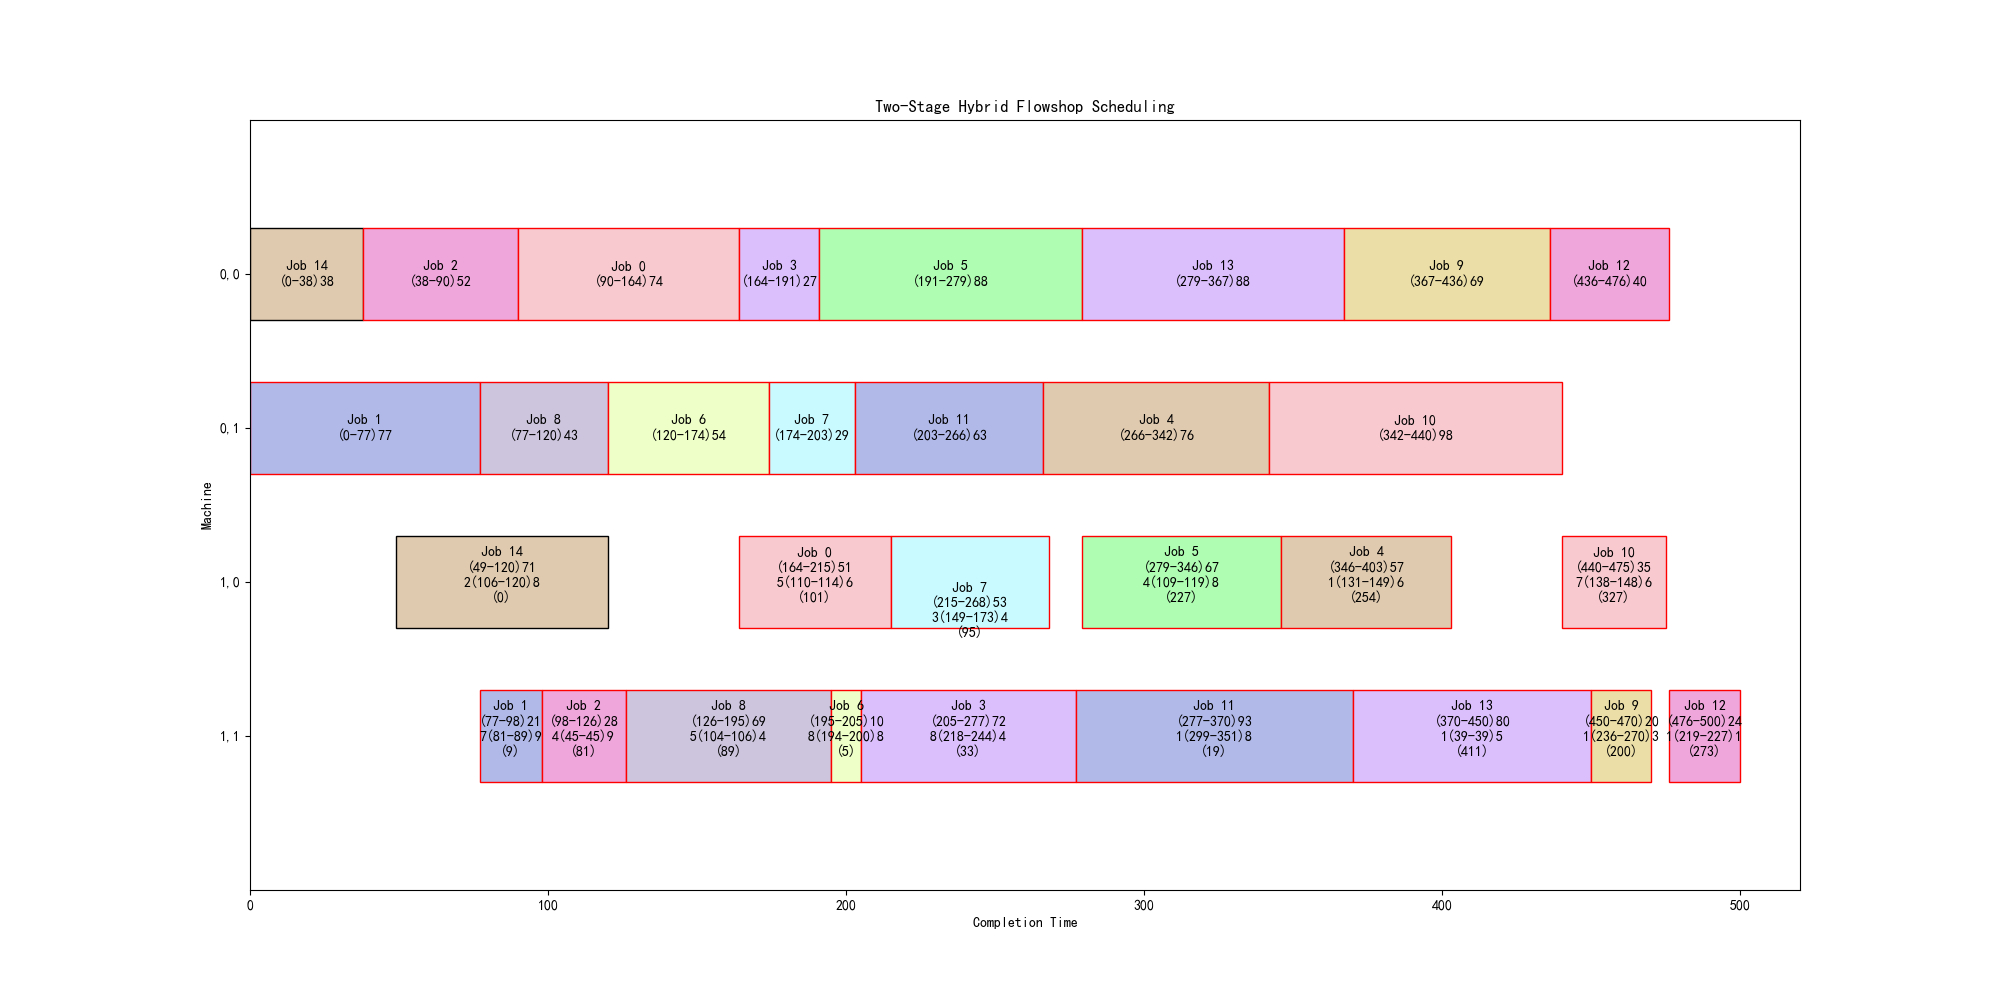 Two-Stage Hybrid Flowshop Scheduling
0,0
Job 14
(0-38)38
Job 2
(38-90)52
Job 0
(90-164)74
Job 3
(164-191)27
Job 5
(191-279)88
Job 13
(279-367)88
Job 9
(367-436)69
Job 12
(436-476)40
0,1
Job 1
(0-77)77
Job 8
(77-120)43
Job 6
(120-174)54
Job 7
(174-203)29
Job 11
(203-266)63
Job 4
(266-342)76
Job 10
(342-440)98
Machine
1,0
Job 14
(49-120)71
2(106-120)8
(0)
Job 0
(164-215)51
5(110-114)6
(101)
Job 7
(215-268)53
3(149-173)4
(95)
Job 5
(279-346)67
4(109-119)8
(227)
Job 4
(346-403)57
1(131-149)6
(254)
Job 10
(440-475)35
7(138-148)6
(327)
1,1
Job 1
(77-98)21
7(81-89)9
(9)
Job 2
(98-126)28
4(45-45)9
(81)
Job 8
(126-195)69
5(104-106)4
(89)
Job 6
(195-205)10
8(194-200)8
(5)
Job 3
(205-277)72
8(218-244)4
(33)
Job 11
(277-370)93
1(299-351)8
(19)
Job 13
(370-450)80
1(39-39)5
(411)
Job 9
(450-470)20
1(236-270)3
(200)
Job 12
(476-500)24
1(219-227)1
(273)
0
100
200
300
400
500
Completion Time